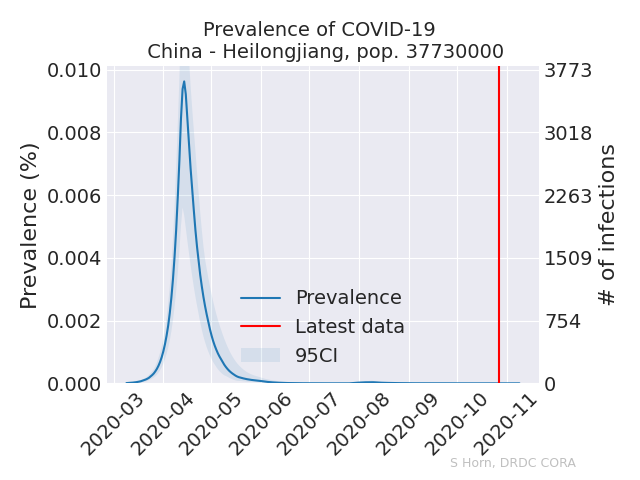 Prevalence of COVID-19
China - Heilongjiang, pop. 37730000
Prevalence (%)
0.010
0.008
0.006
0.004
0.002
0.000
3773
3018
2263
1509
754
0
# of infections
Prevalence
Latest data
95CI
2020-03
2020-04
2020-05
2020-06
2020-07
2020-08
2020-09
2020-10
2020-11
S Horn, DRDC CORA